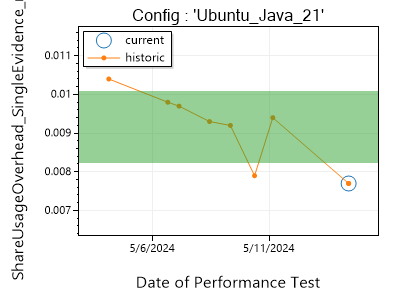 Config : 'Ubuntu_Java_21'
current
historic
ShareUsageOverhead_SingleEvidence_
0.011
0.01
0.009
0.008
0.007
5/6/2024
5/11/2024
Date of Performance Test